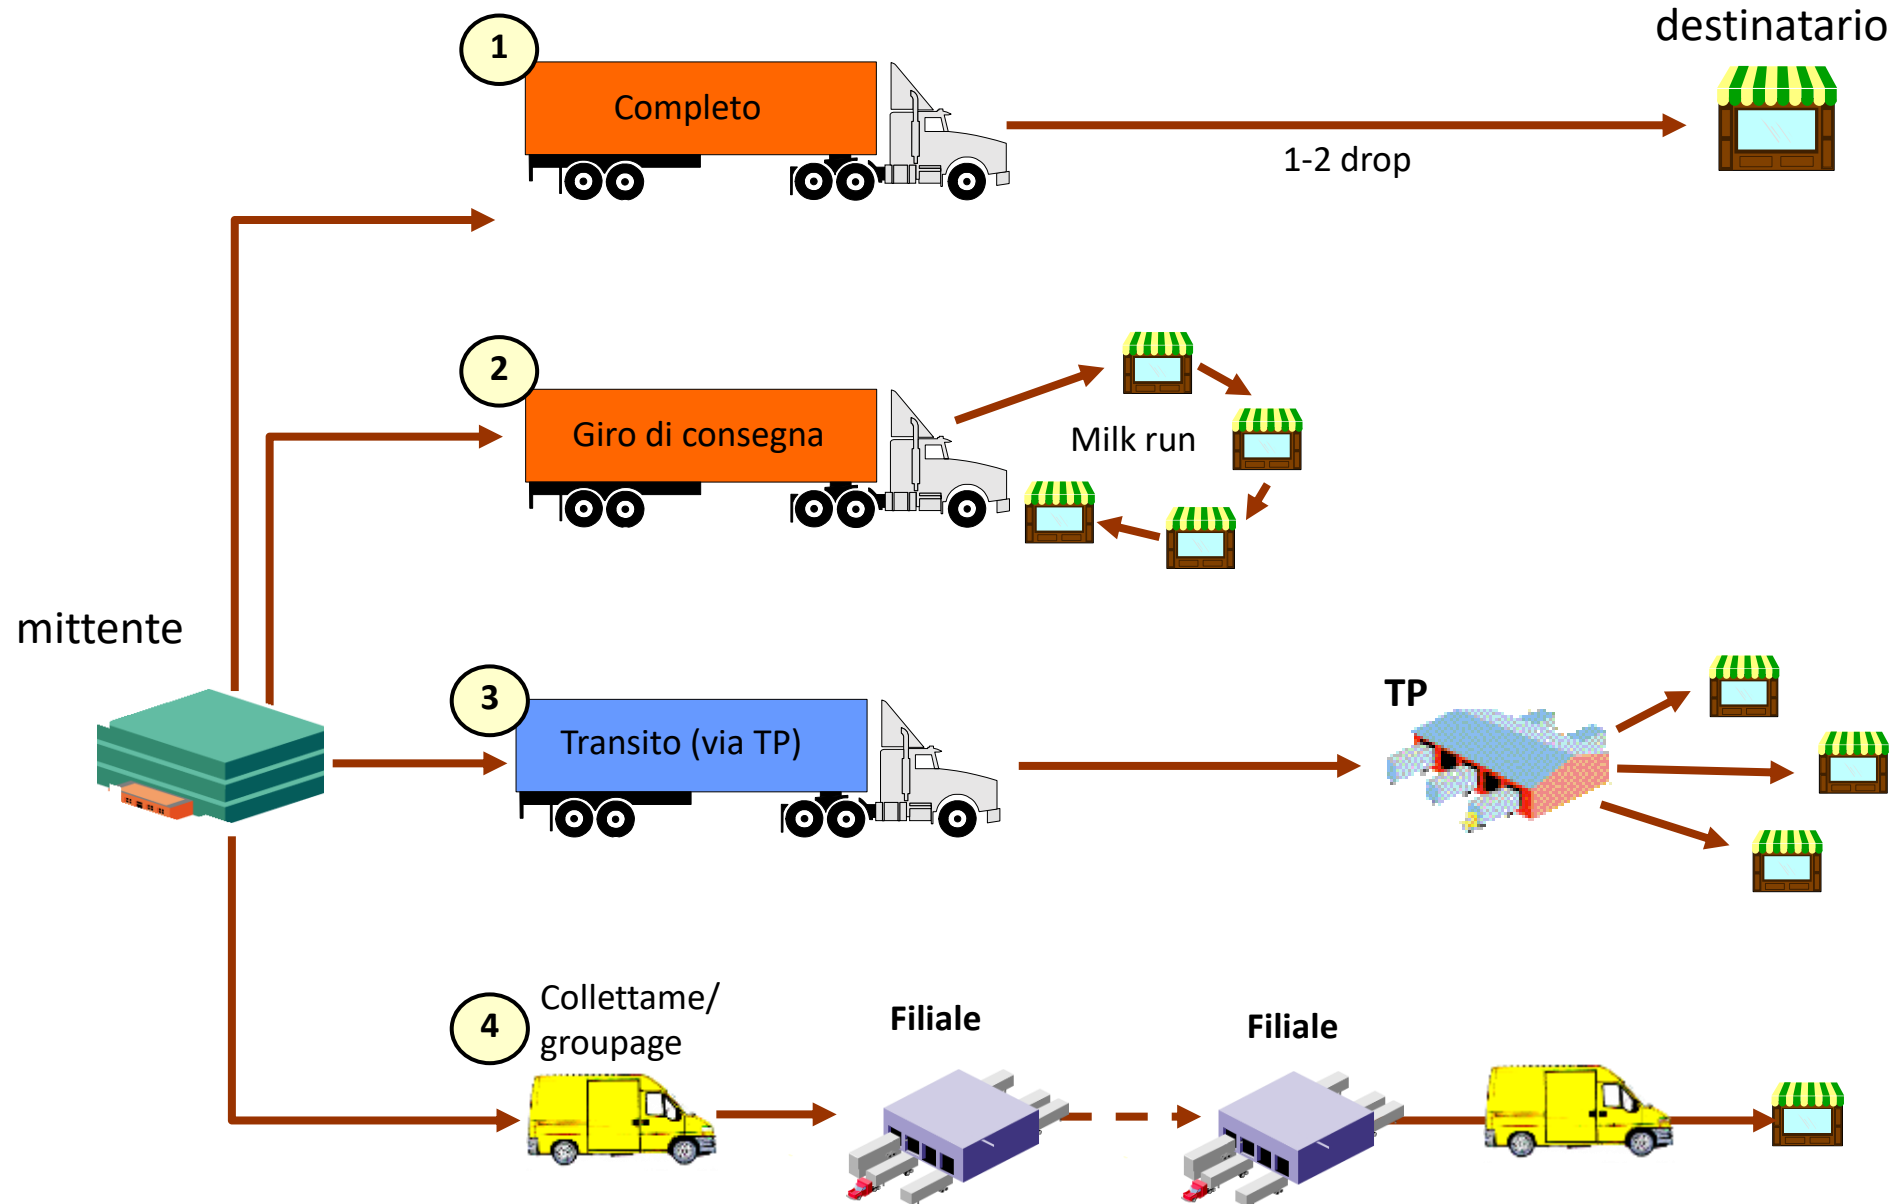 destinatario
1
Completo
1-2 drop
2
Giro di consegna
Milk run
mittente
3
Transito (via TP)
TP
4
Collettame/
groupage
Filiale
Filiale